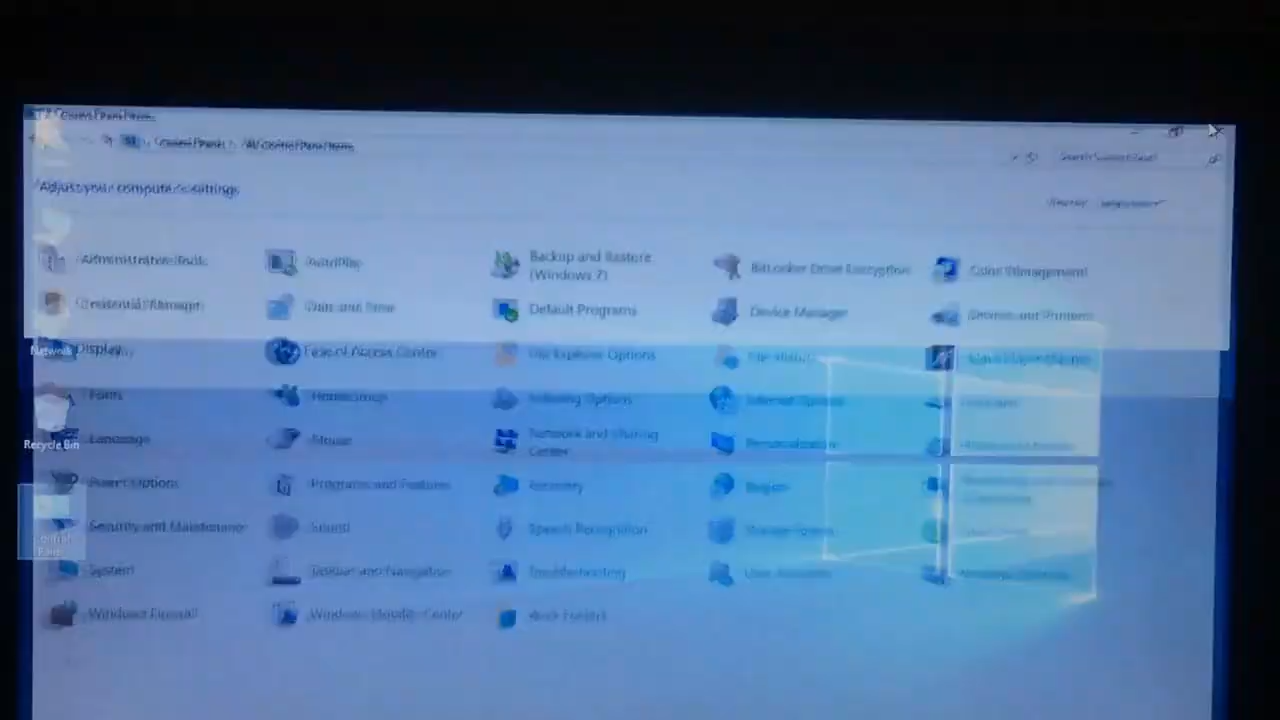 All Control Panel Items
Control Panel > All Control Panel Items
Search Control Panel
Adjust your computer's settings
Administrative Tools
AutoPlay
Backup and Restore
(Windows 7)
BitLocker Drive Encryption
Color Management
Credential Manager
Date and Time
Default Programs
Device Manager
Devices and Printers
Network
Display
Ease of Access Center
File Explorer Options
File History
Fonts
HomeGroup
Indexing Options
Internet Options
Recycle Bin
Language
Mouse
Network and Sharing
Center
Personalization
Power Options
Programs and Features
Recovery
Region
Security and Maintenance
Sound
Speech Recognition
Storage Spaces
Control
Panel
System
Taskbar and Navigation
Troubleshooting
User Accounts
Windows Firewall
Windows Mobility Center
Work Folders